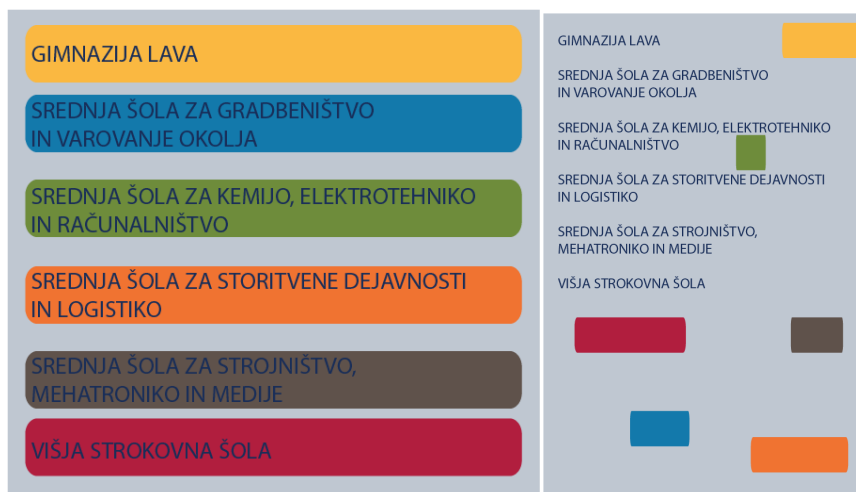 GIMNAZIJA LAVA
SREDNJA ŠOLA ZA GRADBENIŠTVO
IN VAROVANJE OKOLJA
SREDNJA ŠOLA ZA KEMIJO, ELEKTROTEHNIKO
IN RAČUNALNIŠTVO
SREDNJA ŠOLA ZA STORITVENE DEJAVNOSTI
IN LOGISTIKO
SREDNJA ŠOLA ZA STROJNIŠTVO,
MEHATRONIKO IN MEDIJE
VIŠJA STROKOVNA ŠOLA
GIMNAZIJA LAVA
SREDNJA ŠOLA ZA GRADBENIŠTVO
IN VAROVANJE OKOLJA
SREDNJA ŠOLA ZA KEMIJO, ELEKTROTEHNIKO
IN RAČUNALNIŠTVO
SREDNJA ŠOLA ZA STORITVENE DEJAVNOSTI
IN LOGISTIKO
SREDNJA ŠOLA ZA STROJNIŠTVO,
MEHATRONIKO IN MEDIJE
VIŠJA STROKOVNA ŠOLA